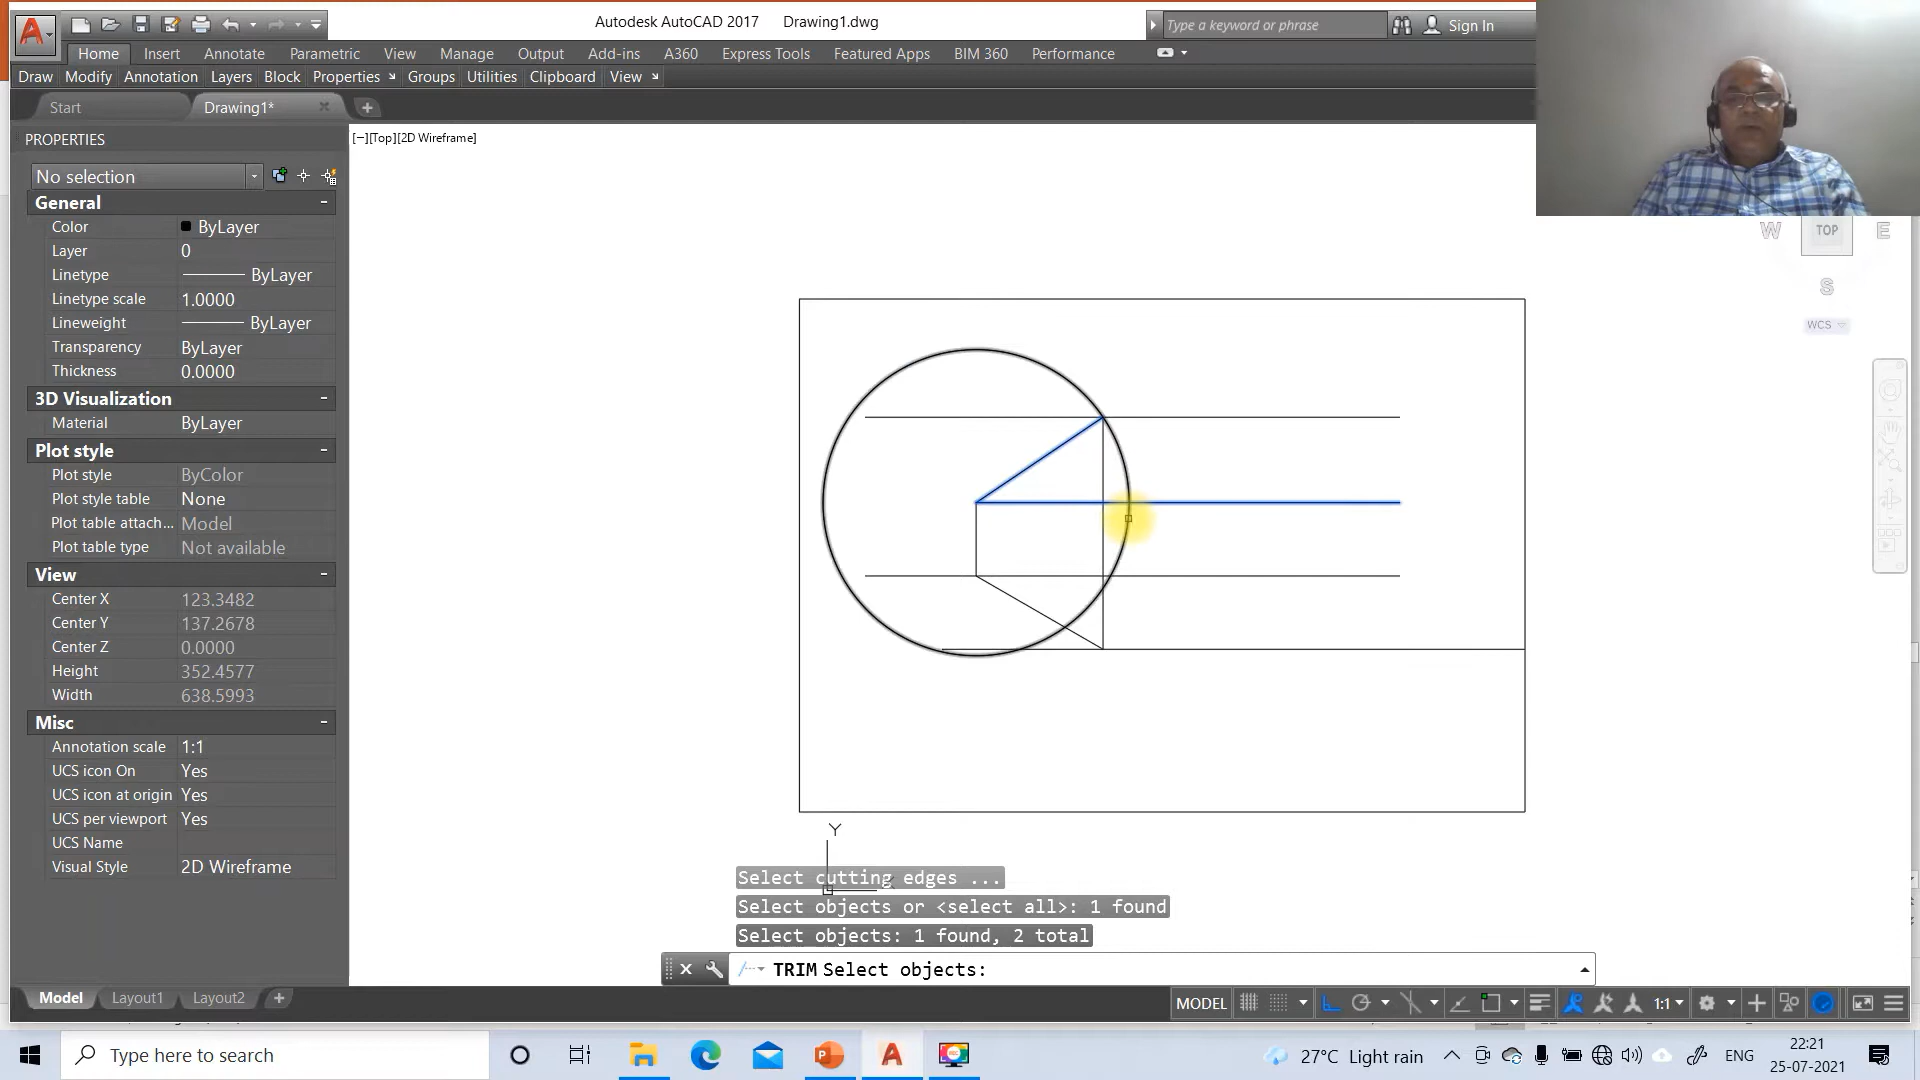 Autodesk AutoCAD 2017 Drawing1.dwg
Type a keyword or phrase
Sign In
Home Insert Annotate Parametric View Manage Output Add-ins A360 Express Tools Featured Apps BIM 360 Performance
Draw Modify Annotation Layers Block Properties Groups Utilities Clipboard View
Start Drawing1*
PROPERTIES
[−][Top][2D Wireframe]
No selection
General
Color ByLayer
Layer 0
Linetype ByLayer
Linetype scale 1.0000
Lineweight ByLayer
Transparency ByLayer
Thickness 0.0000
3D Visualization
Material ByLayer
Plot style
Plot style ByColor
Plot style table None
Plot table attach... Model
Plot table type Not available
View
Center X 123.3482
Center Y 137.2678
Center Z 0.0000
Height 352.4577
Width 638.5993
Misc
Annotation scale 1:1
UCS icon On Yes
UCS icon at origin Yes
UCS per viewport Yes
UCS Name
Visual Style 2D Wireframe
W TOP E
S
WCS
Y
Select cutting edges ...
Select objects or <select all>: 1 found
Select objects: 1 found, 2 total
TRIM Select objects:
Model Layout1 Layout2
MODEL 1:1
Type here to search
27°C Light rain
ENG
22:21
25-07-2021